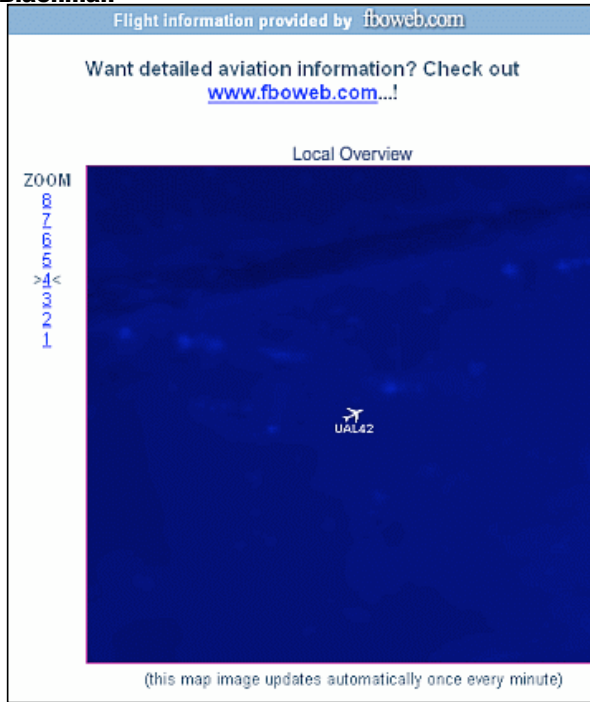 Flight information provided by fboweb.com
Want detailed aviation information? Check out
www.fboweb.com...!
Local Overview
ZOOM
8
7
6
5
>4<
3
2
1
UAL42
(this map image updates automatically once every minute)